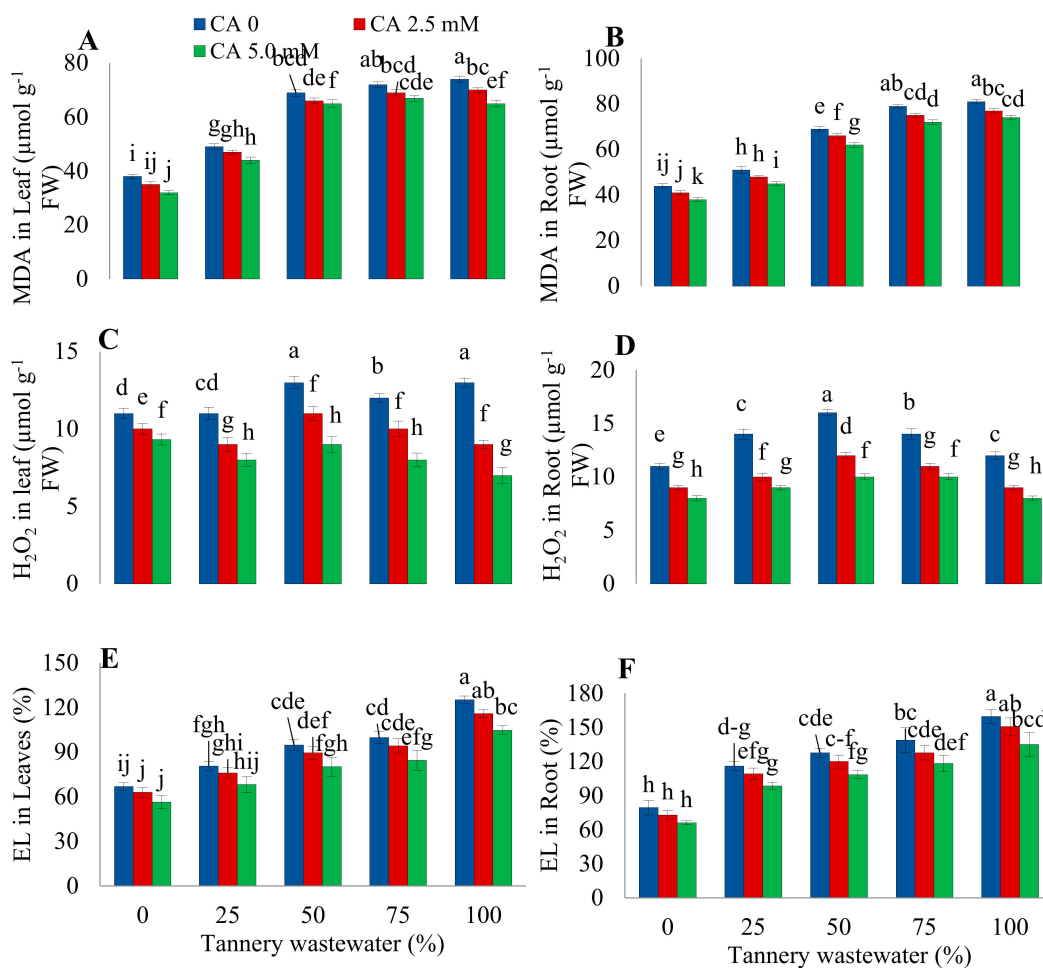 CA 0 CA 2.5 mM
CA 5.0 mM
A
MDA in Leaf (µmol g-1
FW)
80
60
40
20
0
i ij j g gh h bcd de f ab bcd cde a bc ef
B
MDA in Root (µmol g-1
FW)
100
80
60
40
20
0
ij j k h h i e f g ab cd d ab bc cd
C
H2O2 in leaf (µmol g-1
FW)
15
10
5
0
d e f cd g h a f h b f h a f g
D
H2O2 in Root (µmol g-1
FW)
20
15
10
5
0
e g h c f g a d f b g f c g h
E
EL in Leaves (%)
150
120
90
60
30
0
ij j j fgh ghi hij cde def fgh cd cde efg a ab bc
0 25 50 75 100
Tannery wastewater (%)
F
EL in Root (%)
180
150
120
90
60
30
0
h h h d-g efg g cde c-f fg bc cde def a ab bcd
0 25 50 75 100
Tannery wastewater (%)